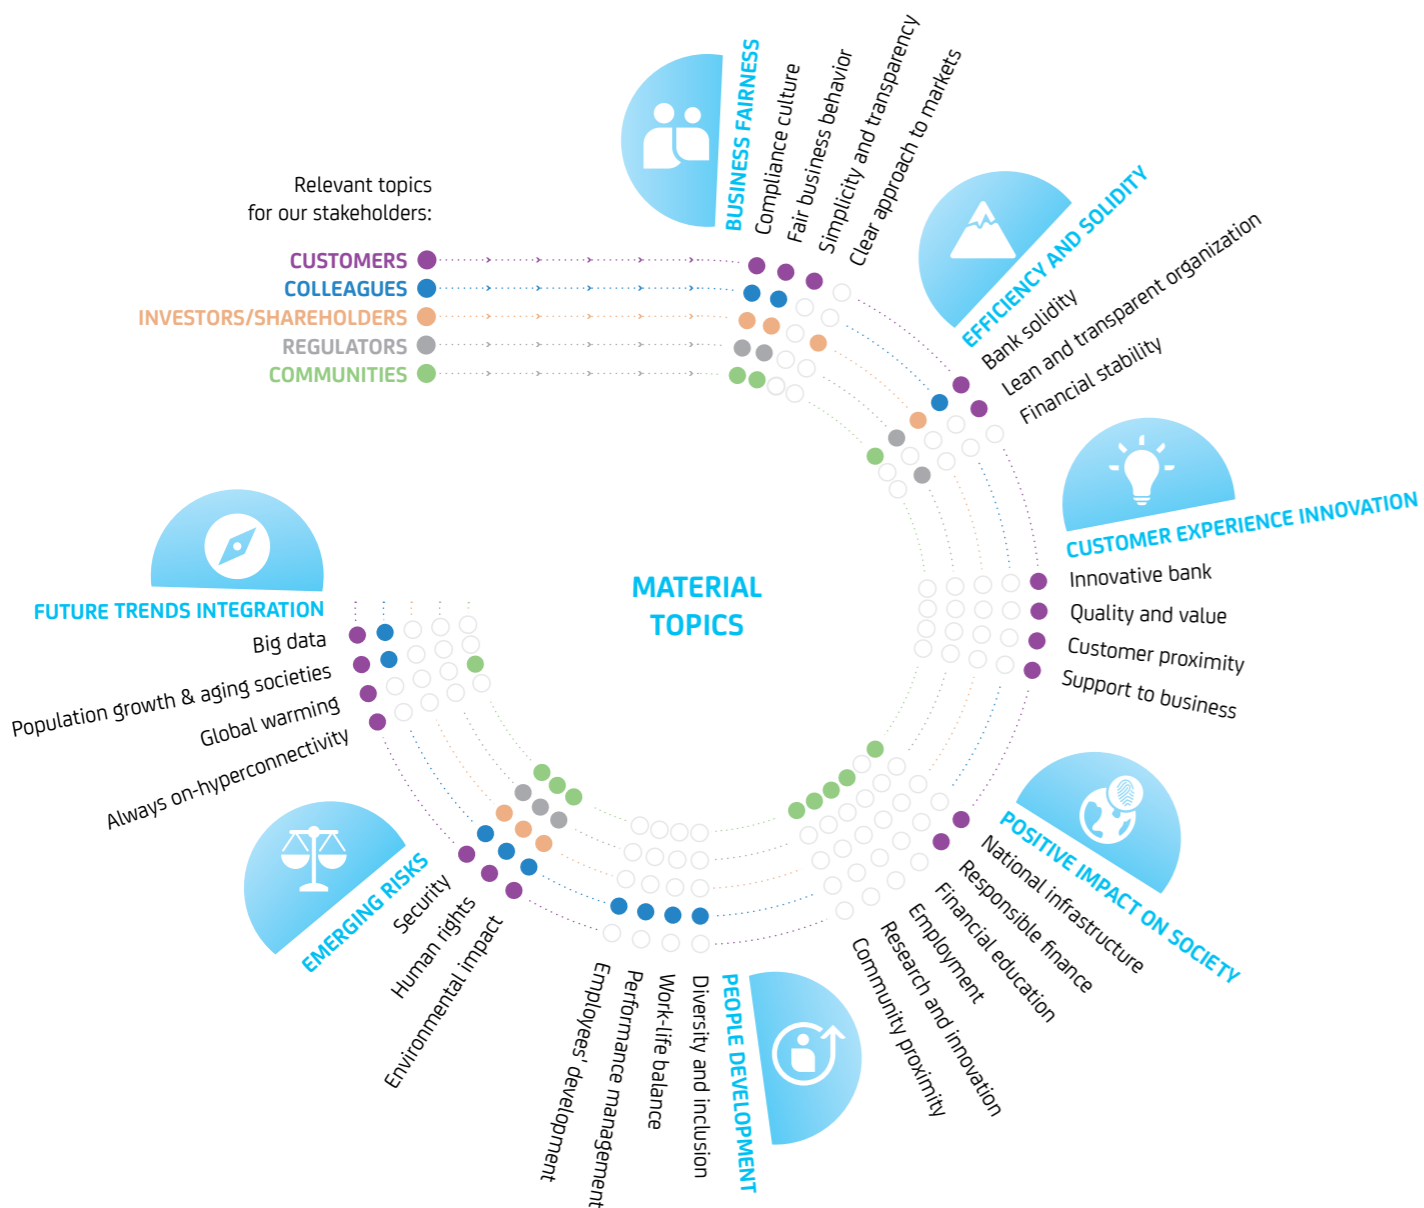 Relevant topics
for our stakeholders:
CUSTOMERS
COLLEAGUES
INVESTORS/SHAREHOLDERS
REGULATORS
COMMUNITIES
BUSINESS FAIRNESS
Compliance culture
Fair business behavior
Simplicity and transparency
Clear approach to markets
EFFICIENCY AND SOLIDITY
Bank solidity
Lean and transparent organization
Financial stability
CUSTOMER EXPERIENCE INNOVATION
Innovative bank
Quality and value
Customer proximity
Support to business
POSITIVE IMPACT ON SOCIETY
National infrastructure
Responsible finance
Financial education
Employment
Research and innovation
Community proximity
PEOPLE DEVELOPMENT
Diversity and inclusion
Work-life balance
Performance management
Employees' development
EMERGING RISKS
Security
Human rights
Environmental impact
FUTURE TRENDS INTEGRATION
Big data
Population growth & aging societies
Global warming
Always on-hyperconnectivity
MATERIAL
TOPICS